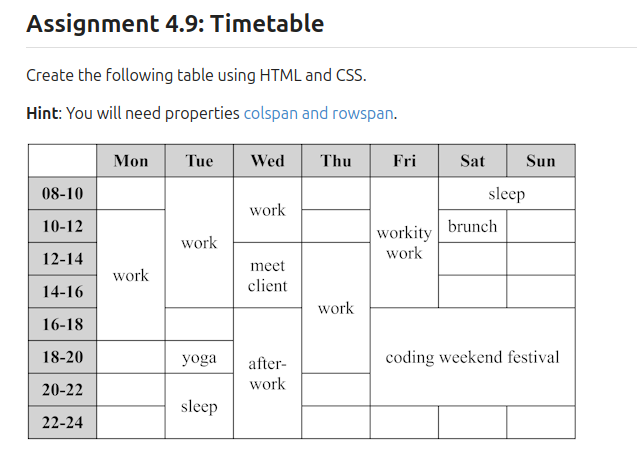 Assignment 4.9: Timetable
Create the following table using HTML and CSS.
Hint: You will need properties colspan and rowspan.
Mon Tue Wed Thu Fri Sat Sun
08-10 sleep
work
10-12 brunch
workity
work
12-14 work
meet
client
work
14-16
work
16-18
18-20 yoga coding weekend festival
after-
work
20-22
sleep
22-24